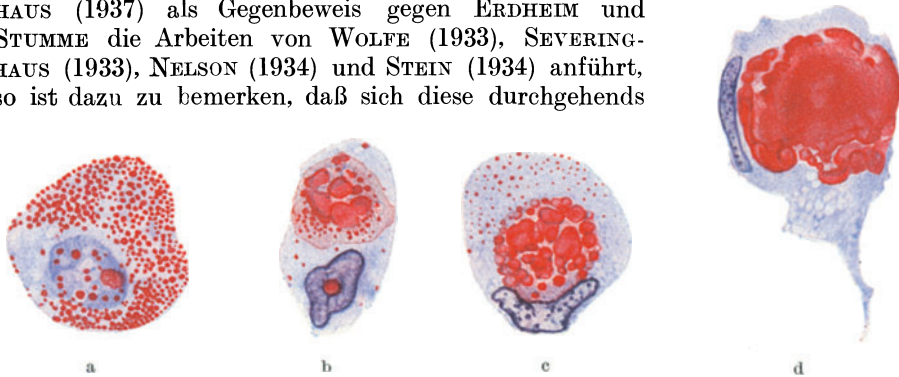 HAUS (1937) als Gegenbeweis gegen ERDHEIM und
STUMME die Arbeiten von WOLFE (1933), SEVERING-
HAUS (1933), NELSON (1934) und STEIN (1934) anführt,
so ist dazu zu bemerken, daß sich diese durchgehends
a b c d